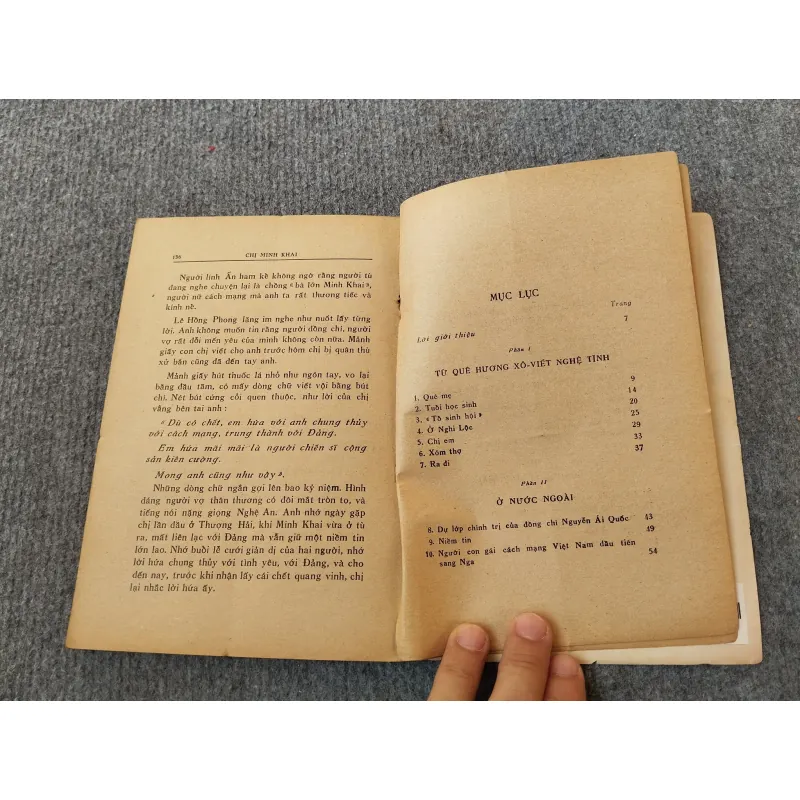 156 CHỊ MINH KHAI
Người lính Ấn ham kể không ngờ rằng người tù
đang nghe chuyện lại là chồng « bà lớn Minh Khai »,
người nữ cách mạng mà anh ta rất thương tiếc và
kính nể.
Lê Hồng Phong lặng im nghe như nuốt lấy từng
lời. Anh không muốn tin rằng người đồng chí, người
vợ rất đỗi mến yêu của mình không còn nữa. Mảnh
giấy con chị viết cho anh trước hôm chị bị quân thù
xử bắn cũng đã đến tay anh.
Mảnh giấy hút thuốc lá nhỏ như ngón tay, vo lại
bằng đầu tăm, có mấy dòng chữ viết vội bằng bút
chì. Nét bút cứng cỏi quen thuộc, như lời của chị
văng bên tai anh :
« Dù có chết, em hứa với anh chung thủy
với cách mạng, trung thành với Đảng.
Em hứa mãi mãi là người chiến sĩ cộng
sản kiên cường.
Mong anh cũng như vậy ».
Những dòng chữ ngắn gợi lên bao kỷ niệm. Hình
dáng người vợ thân thương có đôi mắt tròn to, và
tiếng nói nặng giọng Nghệ An. Anh nhớ ngày gặp
chị lần đầu ở Thượng Hải, khi Minh Khai vừa ở tù
ra, mất liên lạc với Đảng mà vẫn giữ một niềm tin
lớn lao. Nhớ buổi lễ cưới giản dị của hai người, nhớ
lời hứa chung thủy với tình yêu, với Đảng, và cho
đến nay, trước khi nhận lấy cái chết quang vinh, chị
lại nhắc lời hứa ấy.
MỤC LỤC
Trang
Lời giới thiệu 7
Phần I
TỪ QUÊ HƯƠNG XÔ-VIẾT NGHỆ TĨNH
1. Quê mẹ 9
2. Tuổi học sinh 14
3. « Tò sinh hội » 20
4. Ở Nghi Lộc 25
5. Chị em 29
6. Xóm thợ 33
7. Ra đi 37
Phần II
Ở NƯỚC NGOÀI
8. Dự lớp chính trị của đồng chí Nguyễn Ái Quốc 43
9. Niềm tin 49
10. Người con gái cách mạng Việt Nam đầu tiên
sang Nga 54